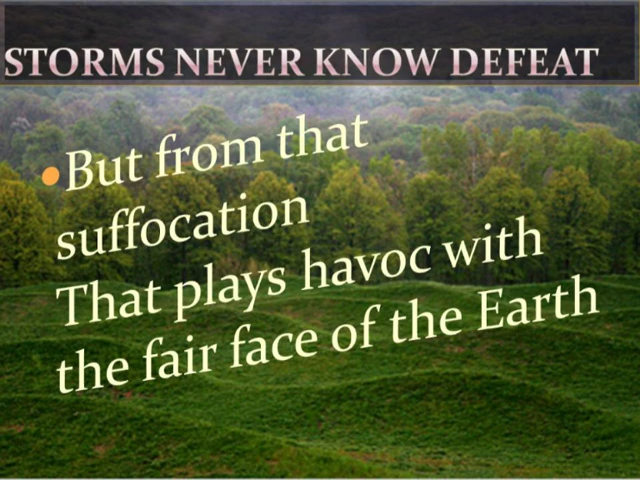 STORMS NEVER KNOW DEFEAT
•But from that
suffocation
That plays havoc with
the fair face of the Earth